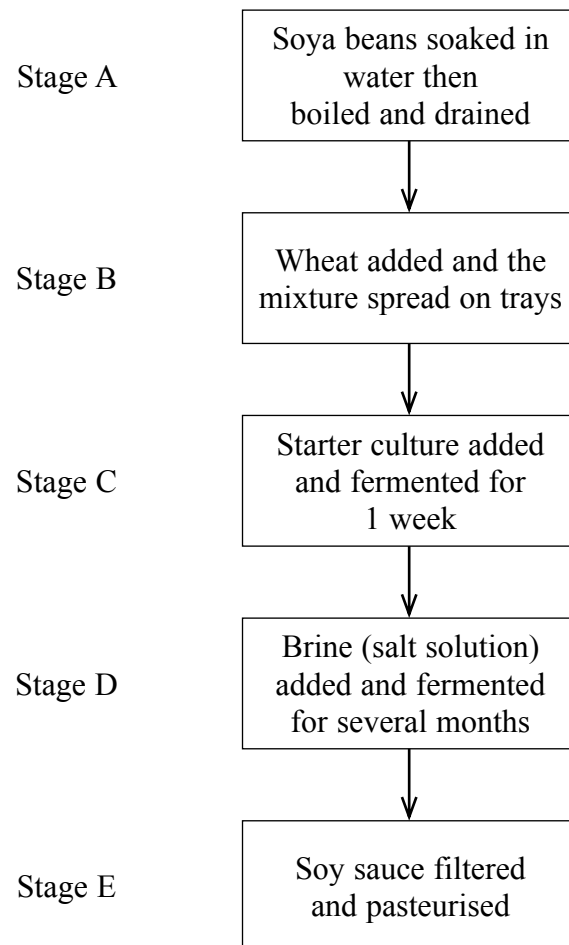 Stage A
Soya beans soaked in
water then
boiled and drained
Stage B
Wheat added and the
mixture spread on trays
Stage C
Starter culture added
and fermented for
1 week
Stage D
Brine (salt solution)
added and fermented
for several months
Stage E
Soy sauce filtered
and pasteurised